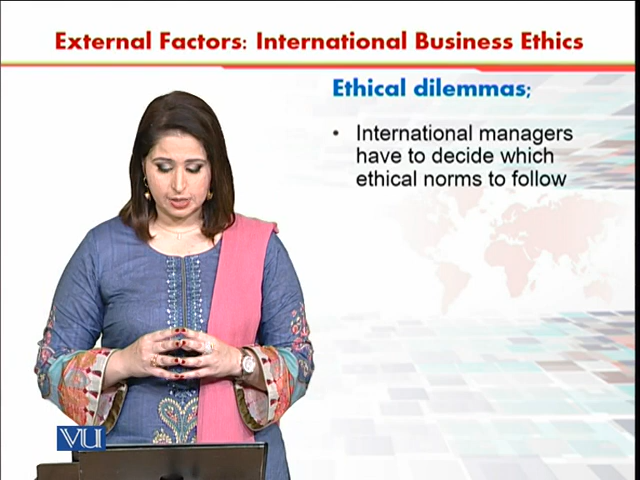 External Factors: International Business Ethics
Ethical dilemmas;
• International managers
have to decide which
ethical norms to follow
VU